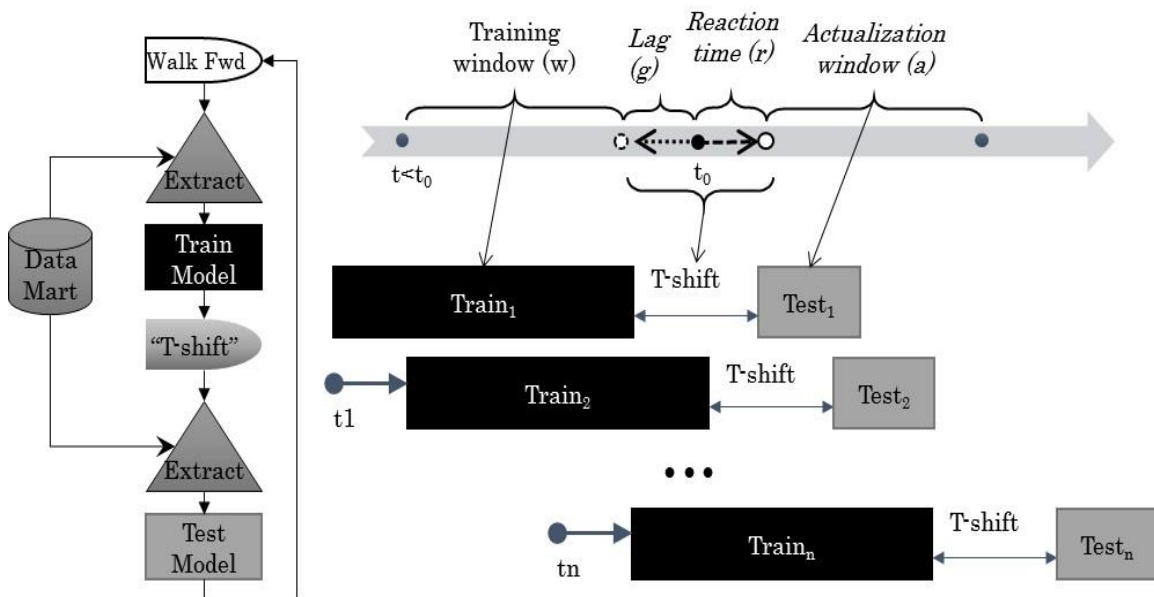 Walk Fwd
Extract
Train
Model
Data
Mart
“T-shift”
Extract
Test
Model
Training
window (w)
Lag
(g)
Reaction
time (r)
Actualization
window (a)
t<t₀
t₀
T-shift
Train₁
Test₁
t1
Train₂
T-shift
Test₂
•••
tn
Trainₙ
T-shift
Testₙ